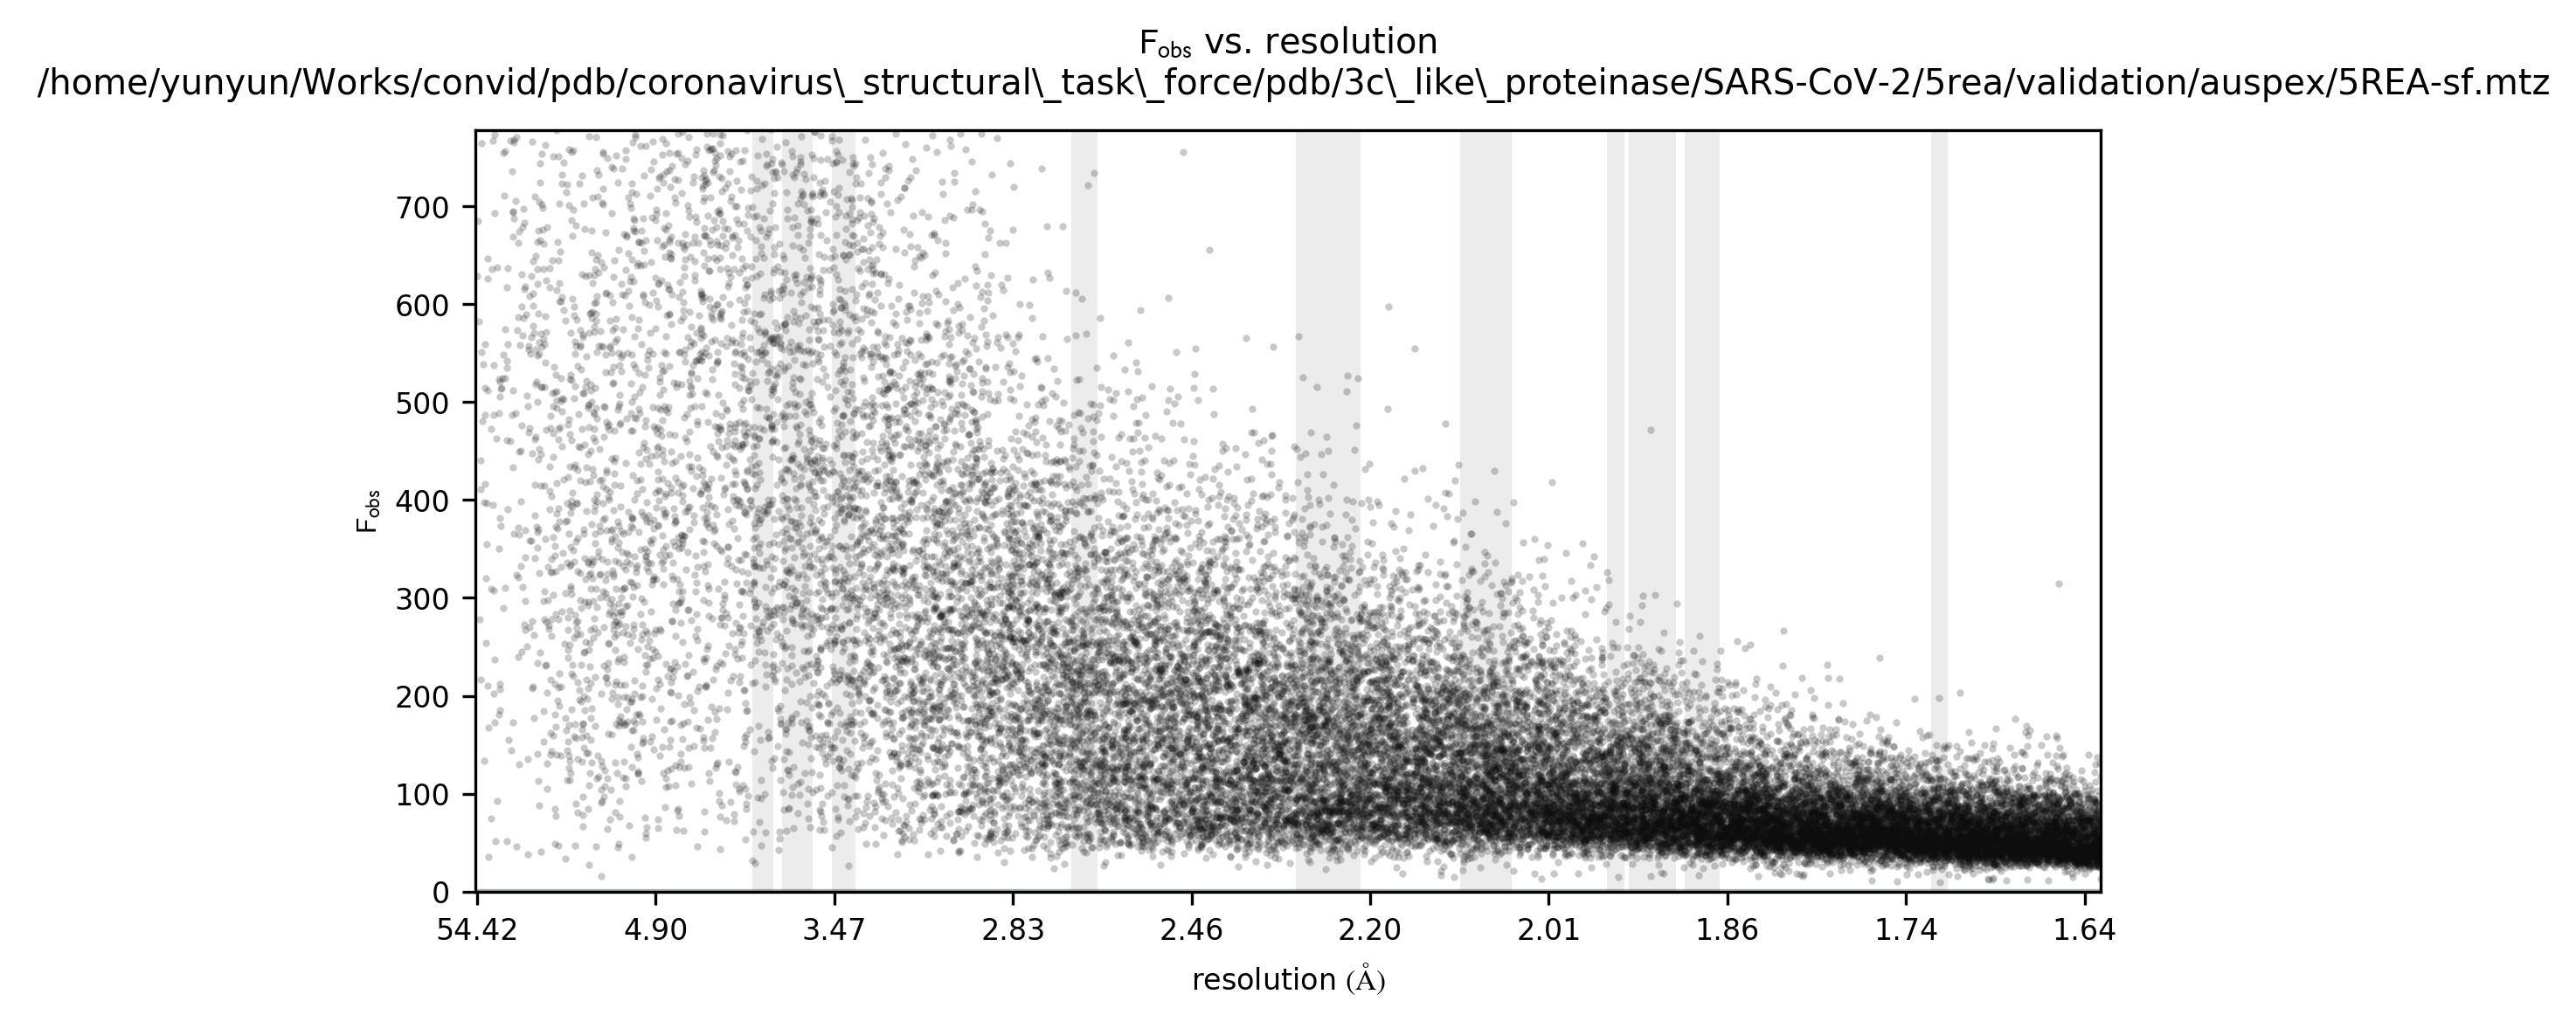 F_obs vs. resolution
/home/yunyun/Works/convid/pdb/coronavirus\_structural\_task\_force/pdb/3c\_like\_proteinase/SARS-CoV-2/5rea/validation/auspex/5REA-sf.mtz
F_obs
700
600
500
400
300
200
100
0
54.42 4.90 3.47 2.83 2.46 2.20 2.01 1.86 1.74 1.64
resolution (Å)